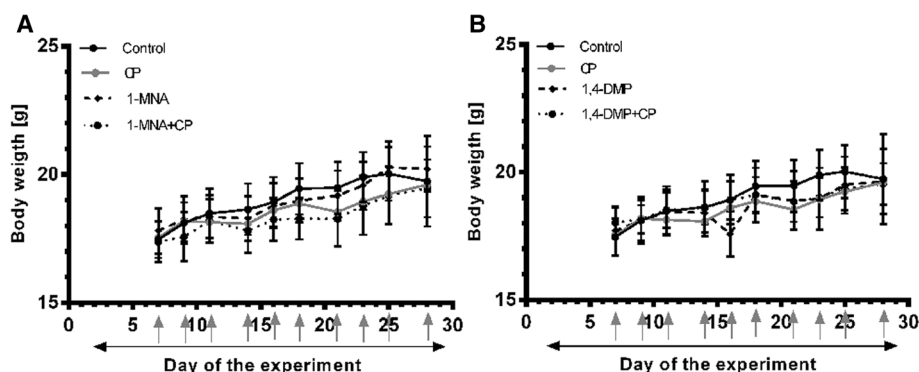 A
Control
CP
1-MNA
1-MNA+CP
25
20
15
Body weigth [g]
0 5 10 15 20 25 30
Day of the experiment
B
Control
CP
1,4-DMP
1,4-DMP+CP
25
20
15
Body weigth [g]
0 5 10 15 20 25 30
Day of the experiment